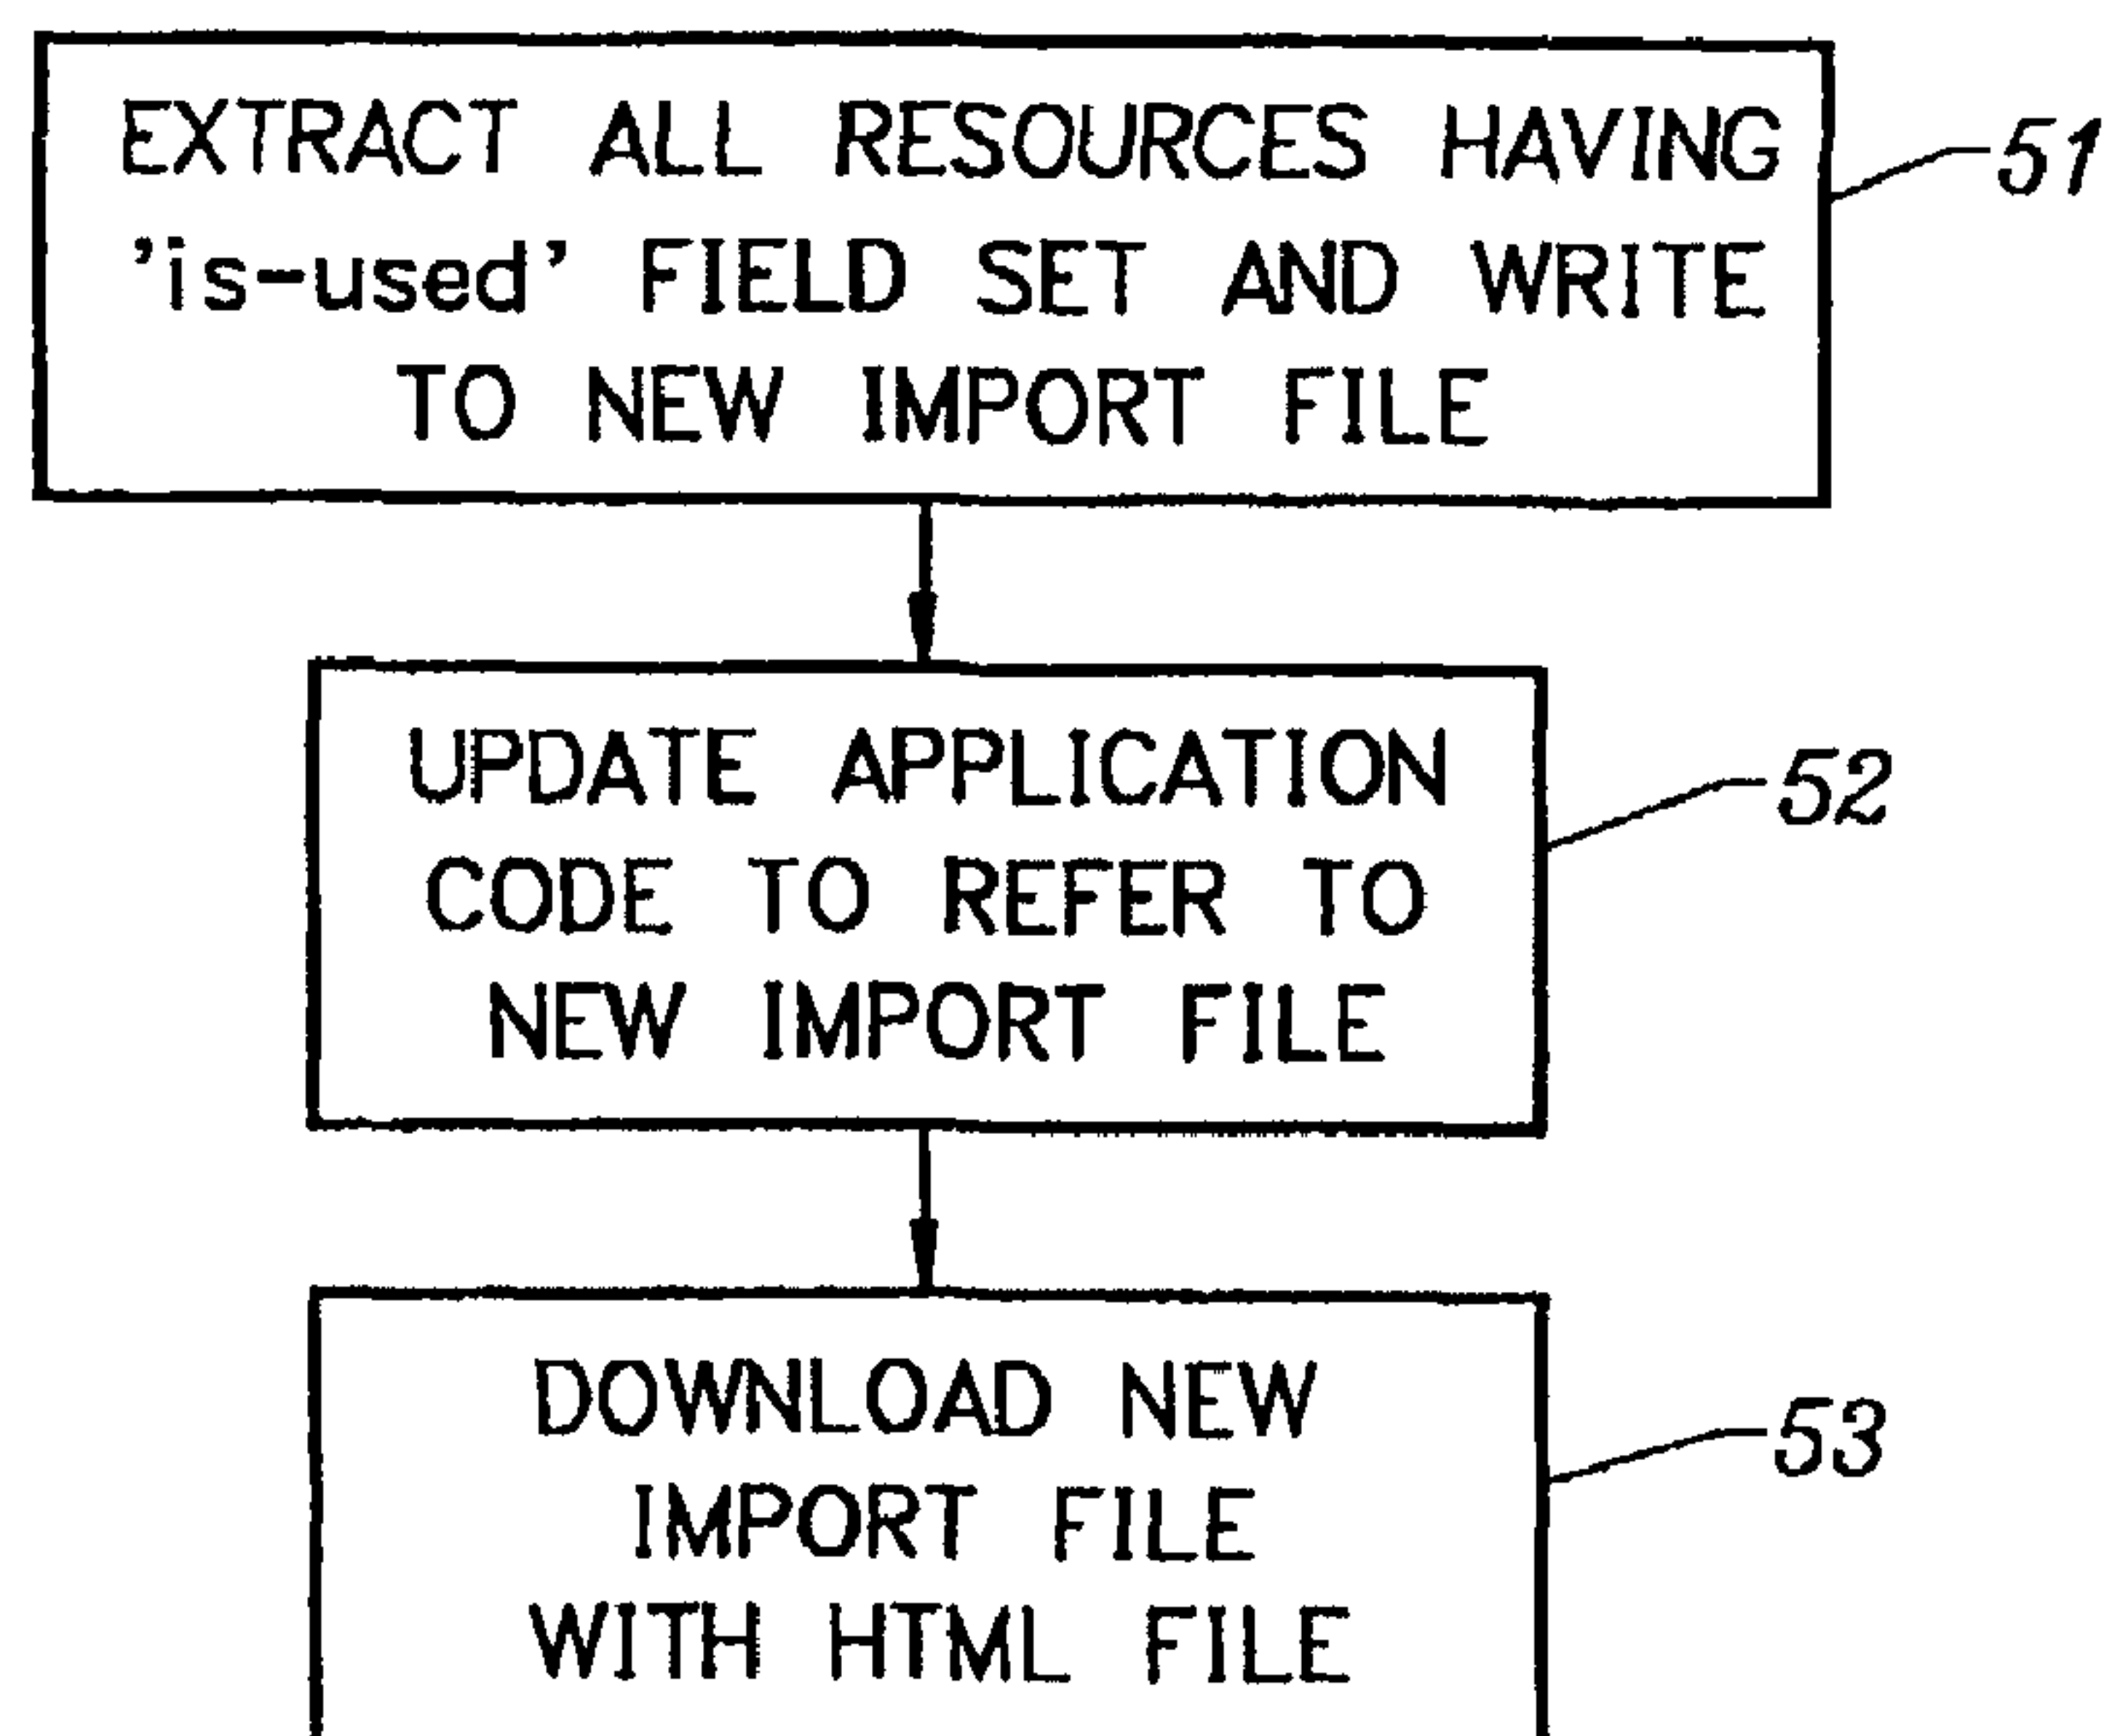 EXTRACT ALL RESOURCES HAVING
'is-used' FIELD SET AND WRITE
TO NEW IMPORT FILE
51
UPDATE APPLICATION
CODE TO REFER TO
NEW IMPORT FILE
52
DOWNLOAD NEW
IMPORT FILE
WITH HTML FILE
53